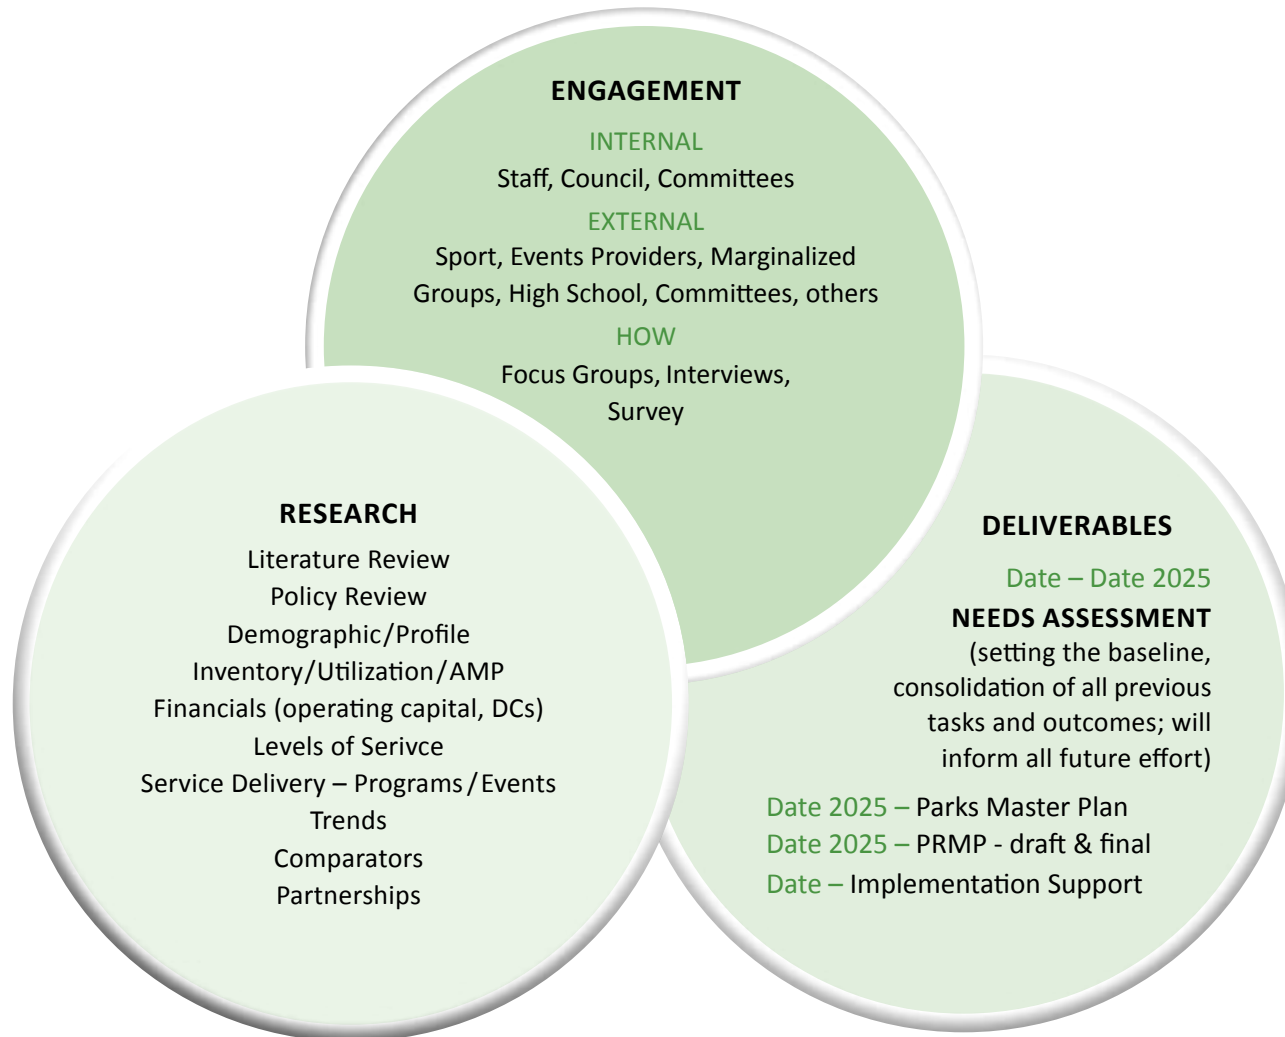 ENGAGEMENT
INTERNAL
Staff, Council, Committees
EXTERNAL
Sport, Events Providers, Marginalized
Groups, High School, Committees, others
HOW
Focus Groups, Interviews,
Survey
RESEARCH
Literature Review
Policy Review
Demographic/Profile
Inventory/Utilization/AMP
Financials (operating capital, DCs)
Levels of Serivce
Service Delivery – Programs/Events
Trends
Comparators
Partnerships
DELIVERABLES
Date – Date 2025
NEEDS ASSESSMENT
(setting the baseline,
consolidation of all previous
tasks and outcomes; will
inform all future effort)
Date 2025 – Parks Master Plan
Date 2025 – PRMP - draft & final
Date – Implementation Support